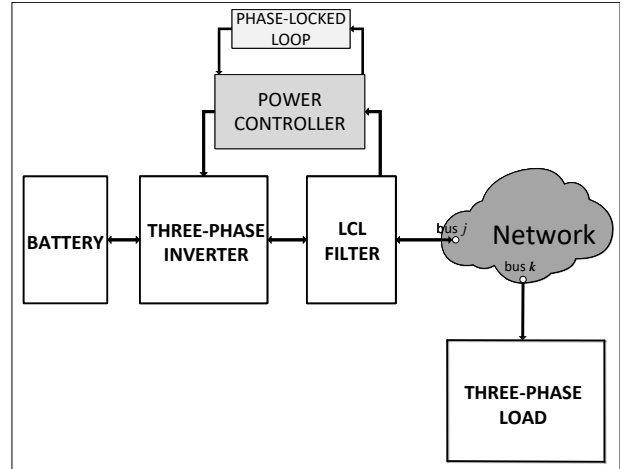 PHASE-LOCKED
LOOP
POWER
CONTROLLER
BATTERY
THREE-PHASE
INVERTER
LCL
FILTER
bus j
Network
bus k
THREE-PHASE
LOAD